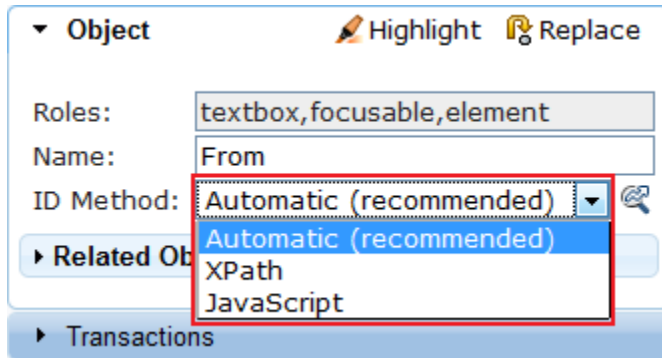 Object Highlight Replace
Roles: textbox,focusable,element
Name: From
ID Method: Automatic (recommended)
Automatic (recommended)
Related Ob
XPath
JavaScript
Transactions